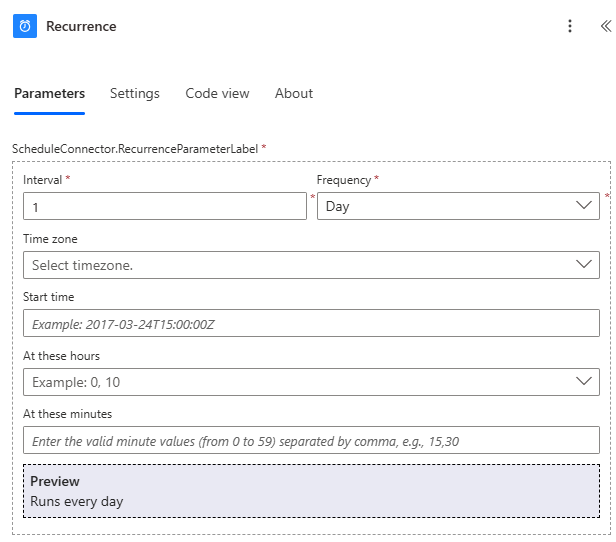 Recurrence
Parameters Settings Code view About
ScheduleConnector.RecurrenceParameterLabel *
Interval * Frequency *
1 * Day *
Time zone
Select timezone.
Start time
Example: 2017-03-24T15:00:00Z
At these hours
Example: 0, 10
At these minutes
Enter the valid minute values (from 0 to 59) separated by comma, e.g., 15,30
Preview
Runs every day